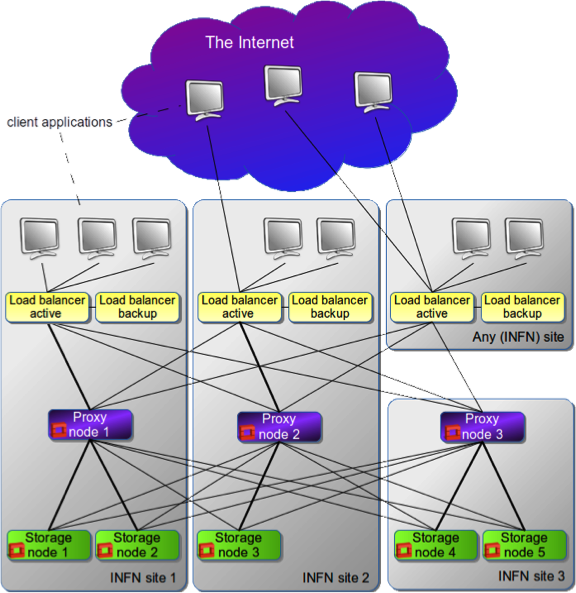 The Internet
client applications
Load balancer
active
Load balancer
backup
Load balancer
active
Load balancer
backup
Load balancer
active
Load balancer
backup
Any (INFN) site
Proxy
node 1
Proxy
node 2
Proxy
node 3
Storage
node 1
Storage
node 2
Storage
node 3
Storage
node 4
Storage
node 5
INFN site 1
INFN site 2
INFN site 3